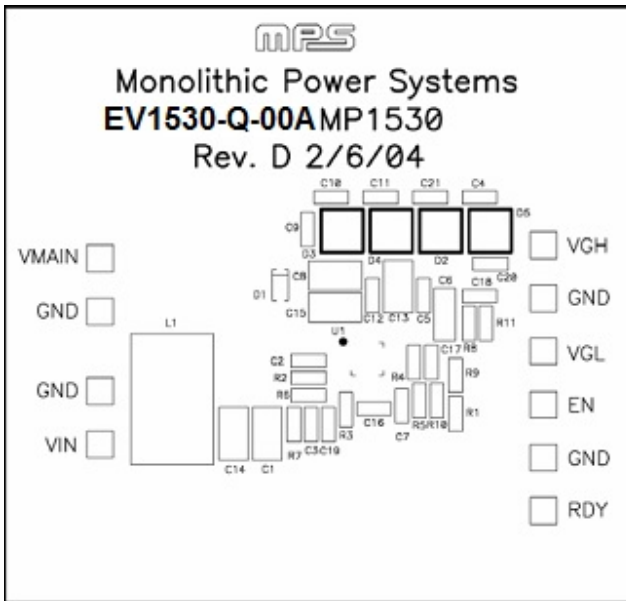 mps
Monolithic Power Systems
EV1530-Q-00A MP1530
Rev. D 2/6/04
C10 C11 C21 C4
C9 D3 D4 D2 D5
VMAIN
VGH
C8 C20
D1 C18
C6
GND
GND
C15 C12 C13 C5 R11
L1
U1 R8
C17
VGL
C2
R2 R4 R9
GND
R6
EN
VIN
C14 C1 R7 C3 C19 R3 C16 C7 R5 R10 R1
GND
RDY